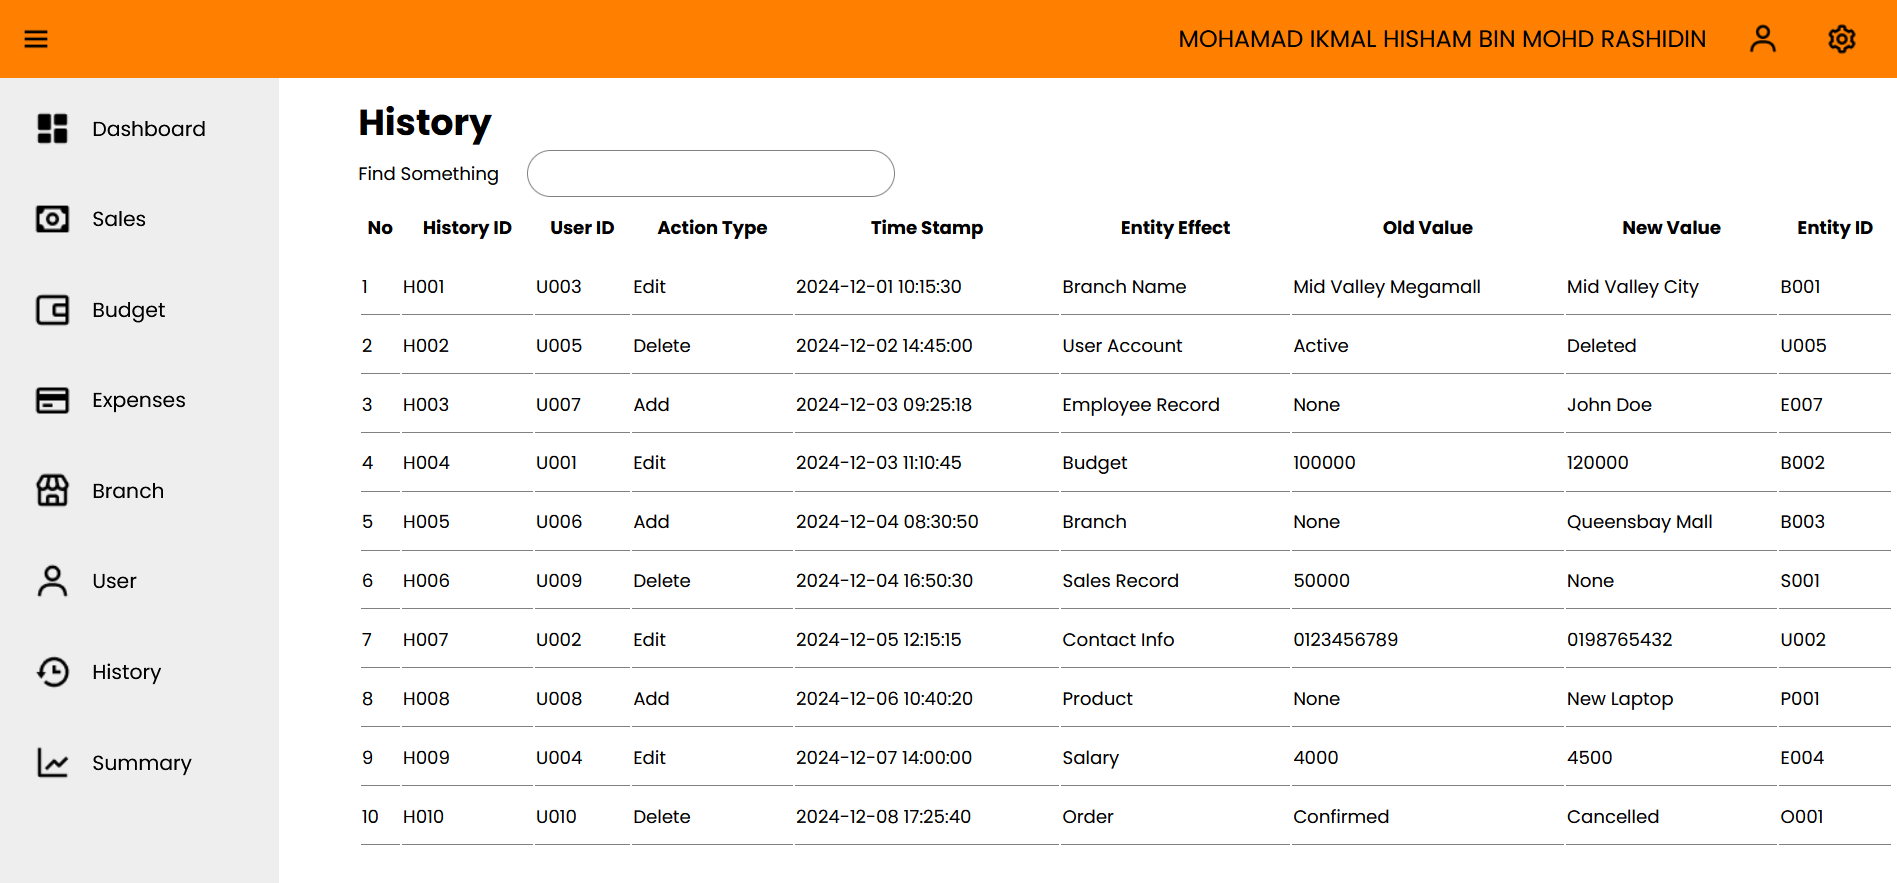 MOHAMAD IKMAL HISHAM BIN MOHD RASHIDIN
Dashboard
Sales
Budget
Expenses
Branch
User
History
Summary
History
Find Something
No History ID User ID Action Type Time Stamp Entity Effect Old Value New Value Entity ID
1 H001 U003 Edit 2024-12-01 10:15:30 Branch Name Mid Valley Megamall Mid Valley City B001
2 H002 U005 Delete 2024-12-02 14:45:00 User Account Active Deleted U005
3 H003 U007 Add 2024-12-03 09:25:18 Employee Record None John Doe E007
4 H004 U001 Edit 2024-12-03 11:10:45 Budget 100000 120000 B002
5 H005 U006 Add 2024-12-04 08:30:50 Branch None Queensbay Mall B003
6 H006 U009 Delete 2024-12-04 16:50:30 Sales Record 50000 None S001
7 H007 U002 Edit 2024-12-05 12:15:15 Contact Info 0123456789 0198765432 U002
8 H008 U008 Add 2024-12-06 10:40:20 Product None New Laptop P001
9 H009 U004 Edit 2024-12-07 14:00:00 Salary 4000 4500 E004
10 H010 U010 Delete 2024-12-08 17:25:40 Order Confirmed Cancelled O001